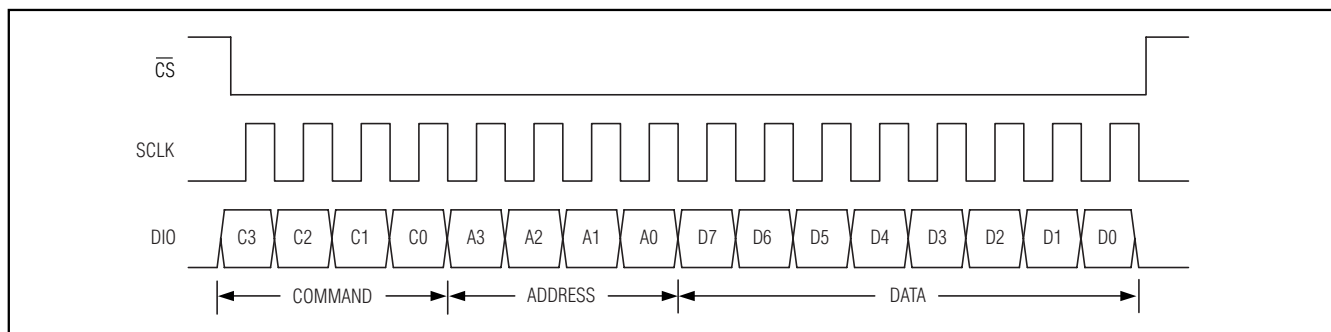 CS
SCLK
DIO C3 C2 C1 C0 A3 A2 A1 A0 D7 D6 D5 D4 D3 D2 D1 D0
COMMAND ADDRESS DATA